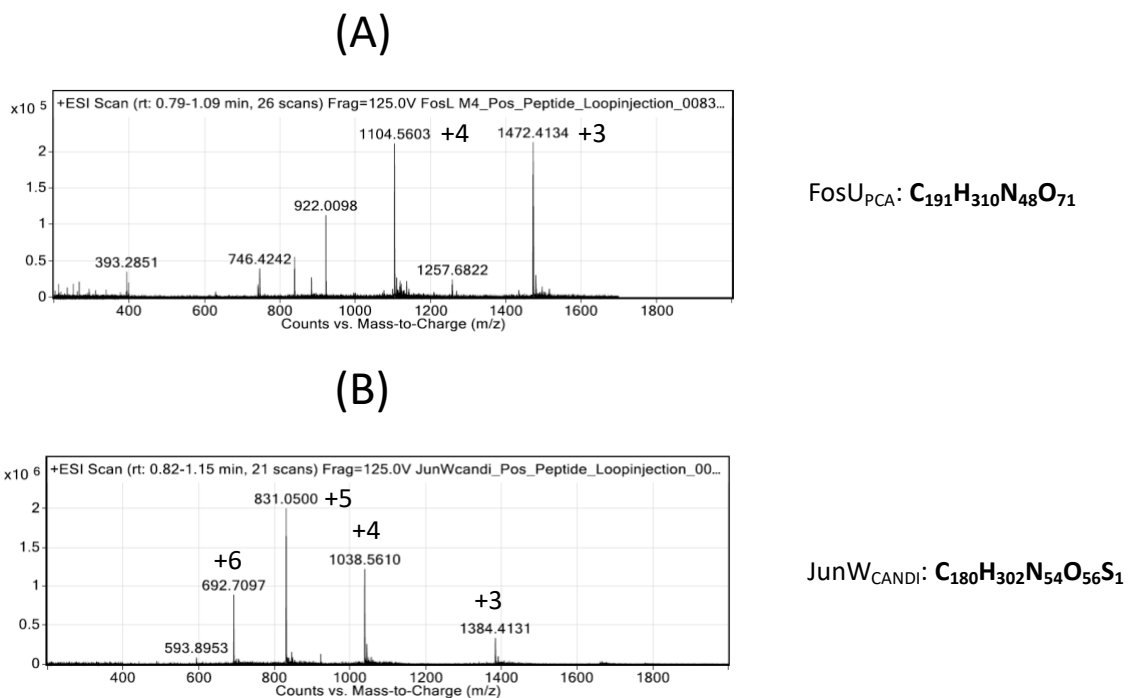 (A)
x10 5
+ESI Scan (rt: 0.79-1.09 min, 26 scans) Frag=125.0V FosL M4_Pos_Peptide_Loopinjection_0083...
1104.5603 +4
1472.4134 +3
2
1.5
922.0098
1
0.5
393.2851
746.4242
1257.6822
0
400 600 800 1000 1200 1400 1600 1800
Counts vs. Mass-to-Charge (m/z)
FosUPCA: C191H310N48O71
(B)
x10 6
+ESI Scan (rt: 0.82-1.15 min, 21 scans) Frag=125.0V JunWcandi_Pos_Peptide_Loopinjection_00...
831.0500 +5
2
+4
1038.5610
1.5
+6
692.7097
1
+3
1384.4131
0.5
593.8953
0
400 600 800 1000 1200 1400 1600 1800
Counts vs. Mass-to-Charge (m/z)
JunWCANDI: C180H302N54O56S1